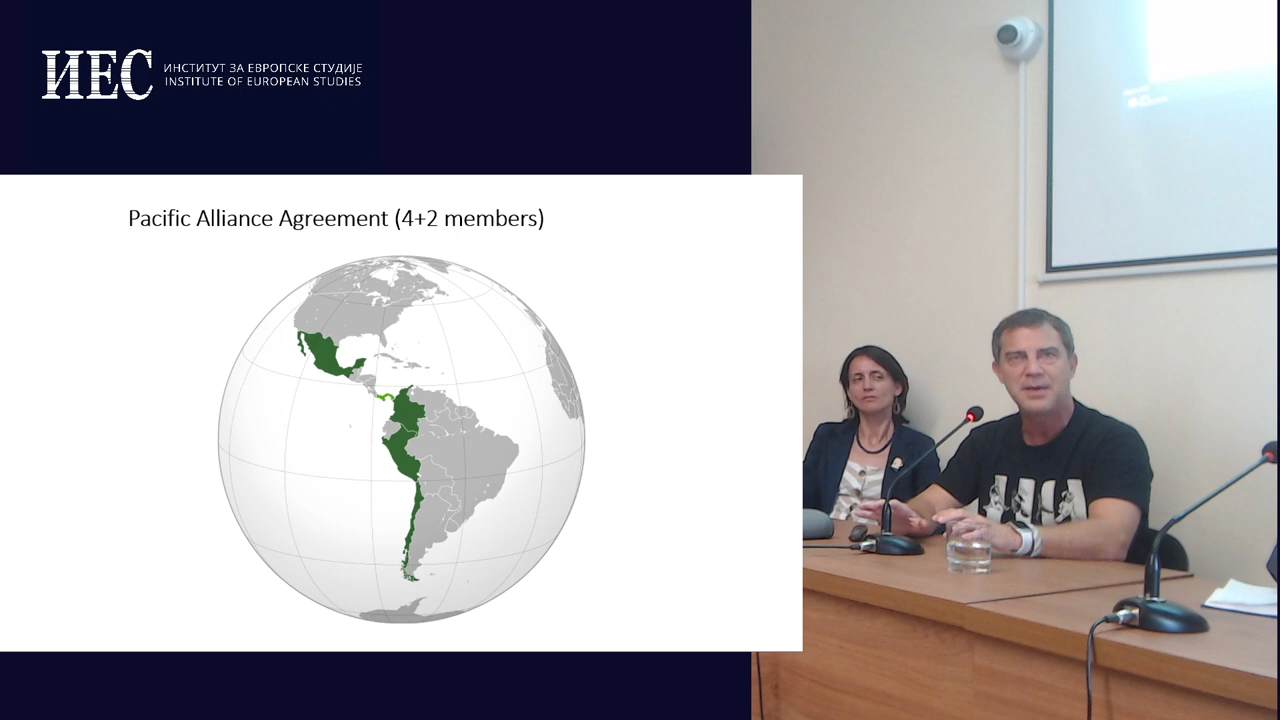 ИЕС
ИНСТИТУТ ЗА ЕВРОПСКЕ СТУДИЈЕ
INSTITUTE OF EUROPEAN STUDIES
Pacific Alliance Agreement (4+2 members)